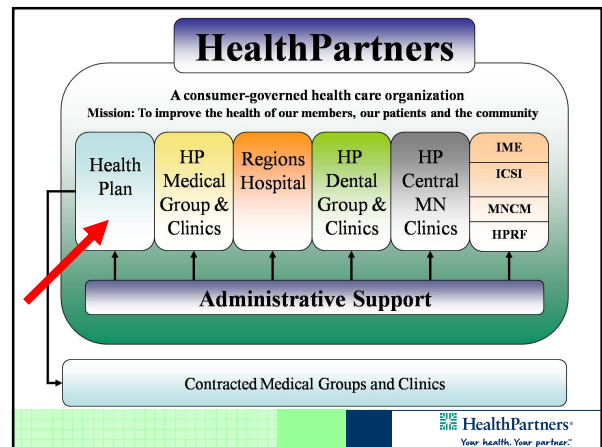 HealthPartners
A consumer-governed health care organization
Mission: To improve the health of our members, our patients and the community
Health
Plan
HP
Medical
Group &
Clinics
Regions
Hospital
HP
Dental
Group &
Clinics
HP
Central
MN
Clinics
IME
ICSI
MNCM
HPRF
Administrative Support
Contracted Medical Groups and Clinics
HealthPartners®
Your health. Your partner.℠